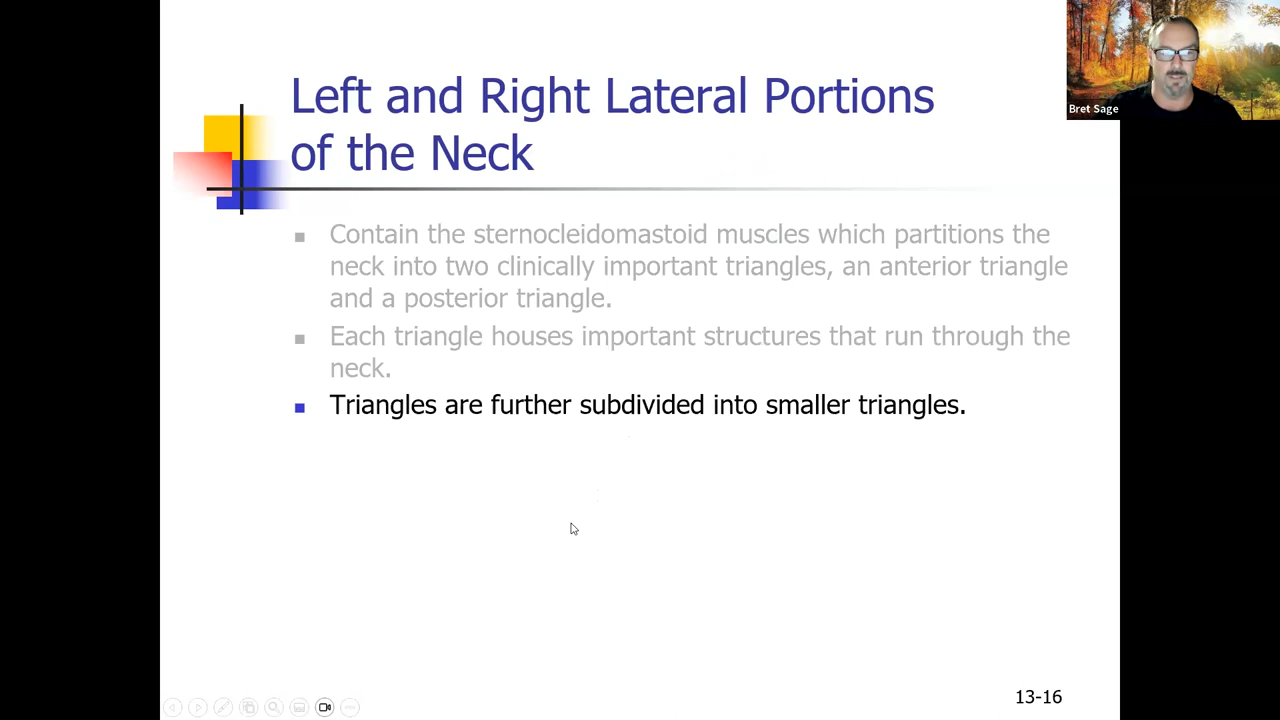 Left and Right Lateral Portions
of the Neck
Bret Sage
Contain the sternocleidomastoid muscles which partitions the
neck into two clinically important triangles, an anterior triangle
and a posterior triangle.
Each triangle houses important structures that run through the
neck.
Triangles are further subdivided into smaller triangles.
13-16